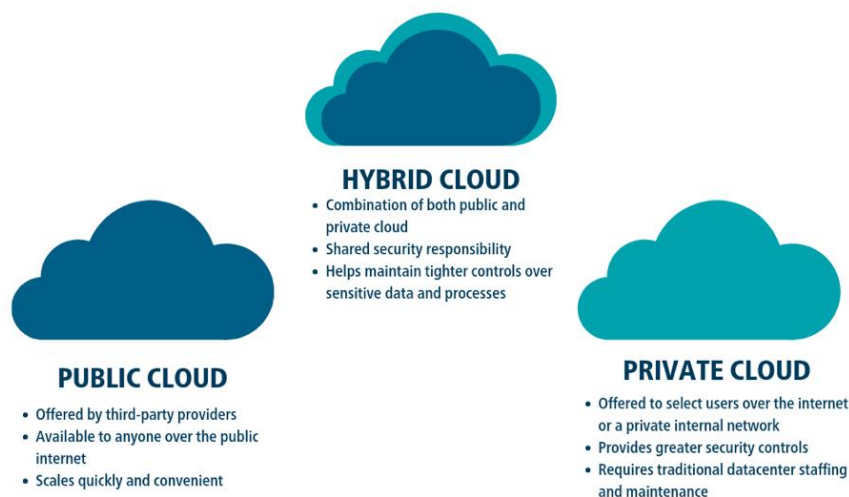 HYBRID CLOUD
• Combination of both public and
private cloud
• Shared security responsibility
• Helps maintain tighter controls over
sensitive data and processes
PUBLIC CLOUD
• Offered by third-party providers
• Available to anyone over the public
internet
• Scales quickly and convenient
PRIVATE CLOUD
• Offered to select users over the internet
or a private internal network
• Provides greater security controls
• Requires traditional datacenter staffing
and maintenance